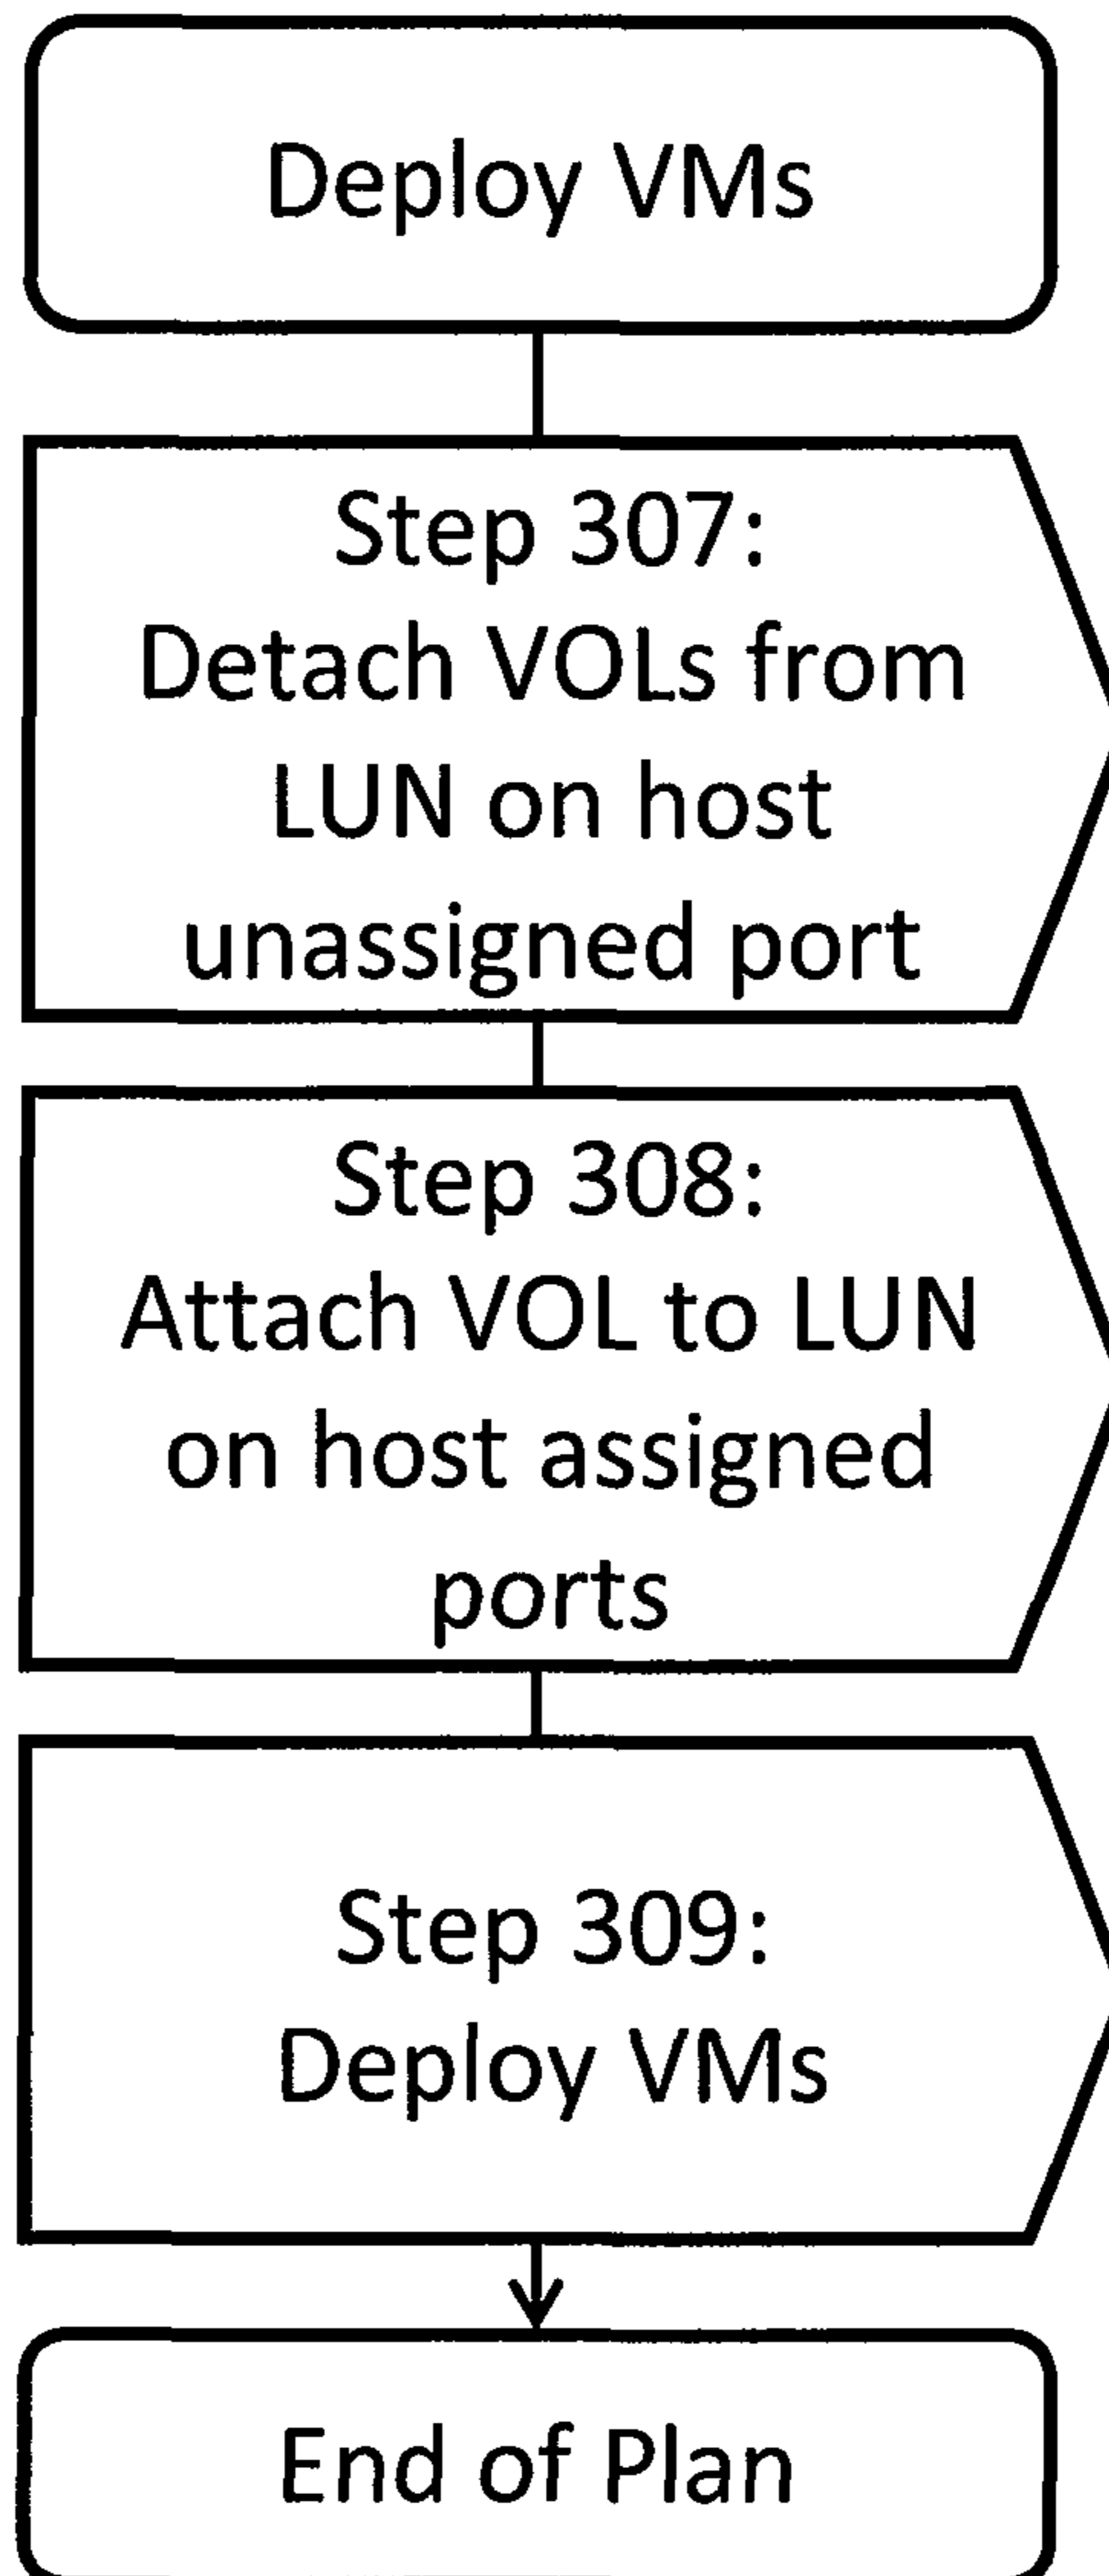 Deploy VMs
Step 307:
Detach VOLs from
LUN on host
unassigned port
Step 308:
Attach VOL to LUN
on host assigned
ports
Step 309:
Deploy VMs
End of Plan